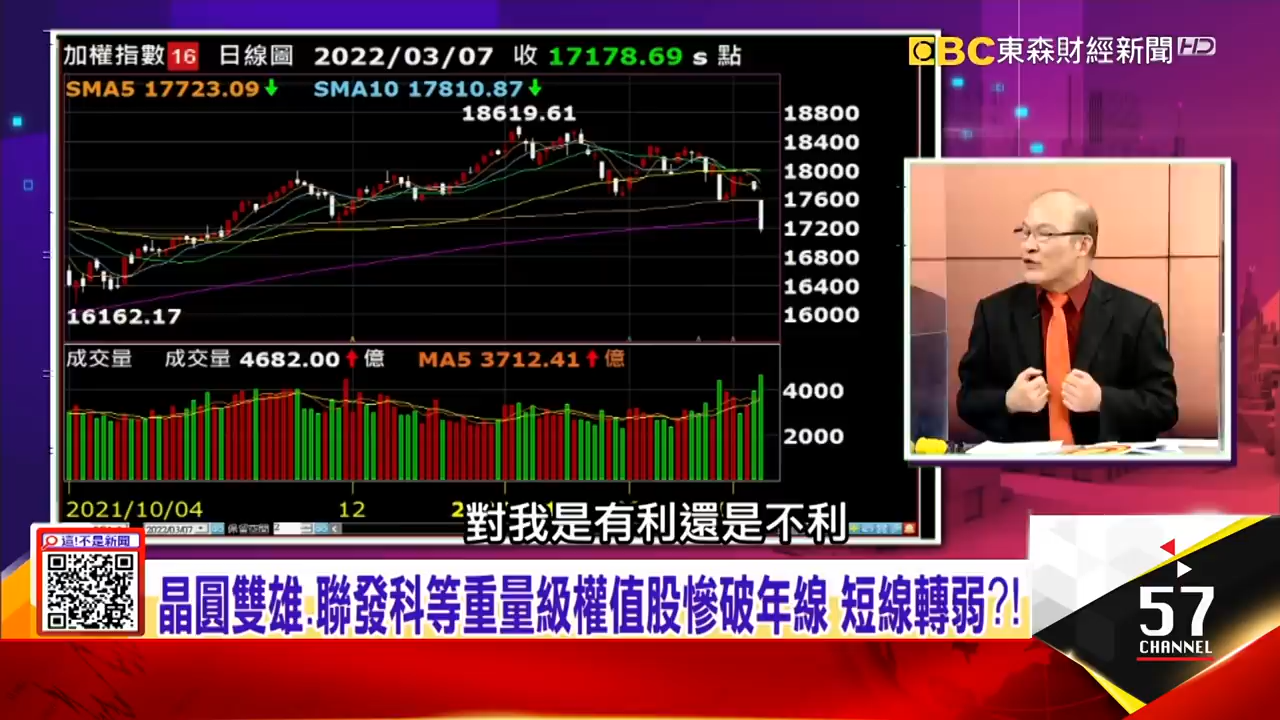 加權指數 16 日線圖 2022/03/07 收 17178.69 s 點
SMA5 17723.09↓ SMA10 17810.87↓
18619.61
18800
18400
18000
17600
17200
16800
16400
16000
16162.17
成交量 成交量 4682.00↑億 MA5 3712.41↑億
4000
2000
2021/10/04 12
2022/03/07
EBC東森財經新聞HD
對我是有利還是不利
這!不是新聞
晶圓雙雄.聯發科等重量級權值股慘破年線 短線轉弱?!
57
CHANNEL